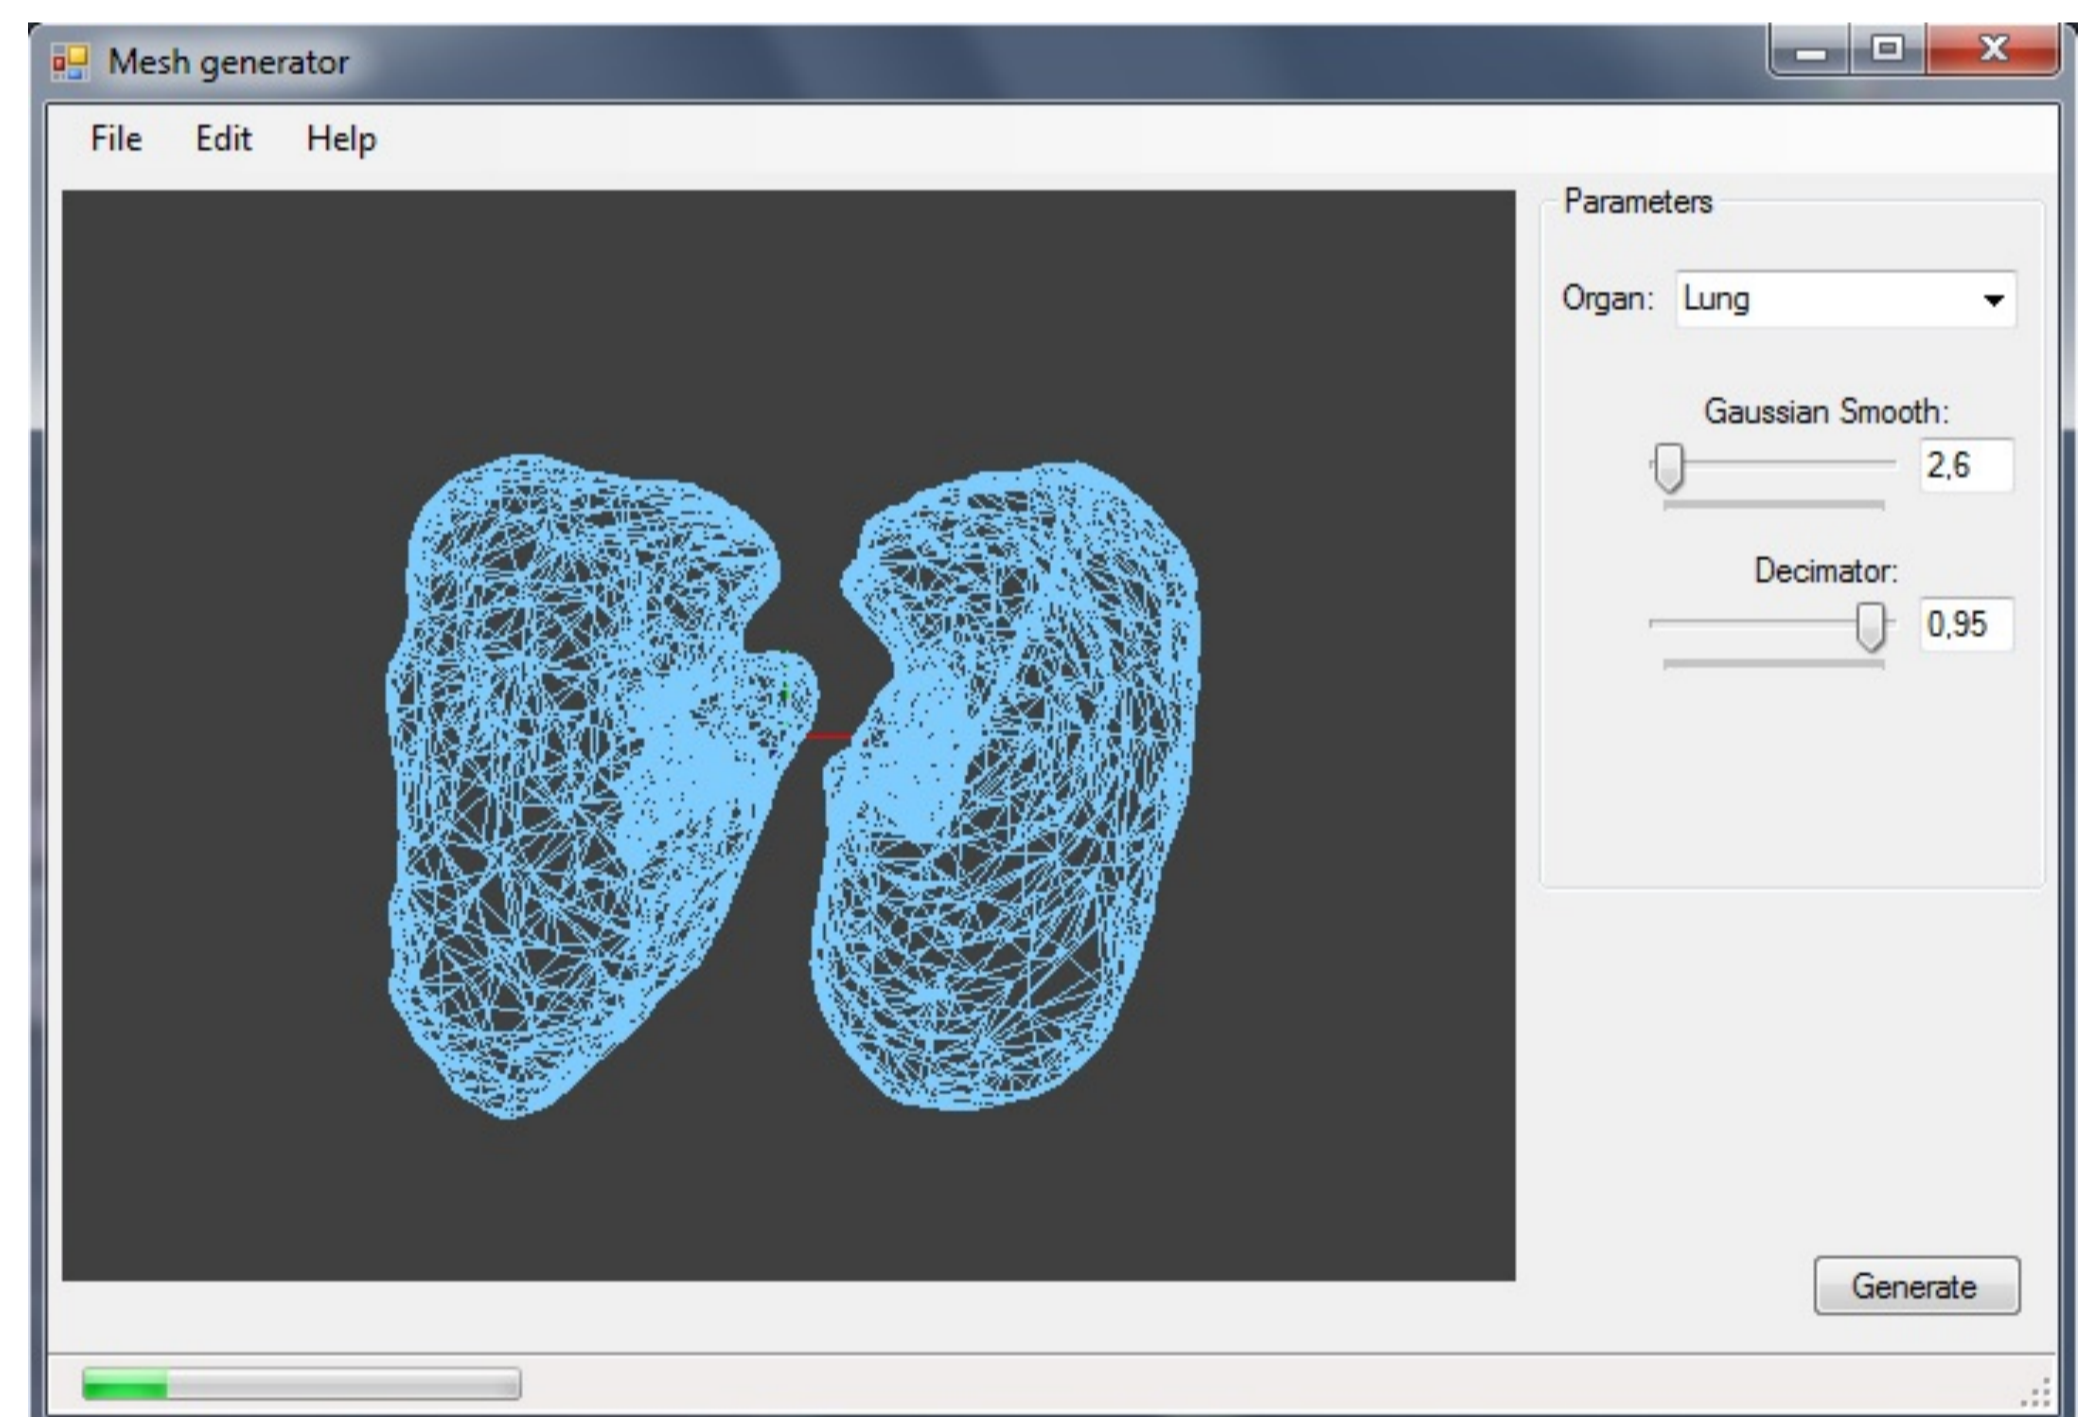 Mesh generator
File Edit Help
Parameters
Organ: Lung
Gaussian Smooth:
2,6
Decimator:
0,95
Generate